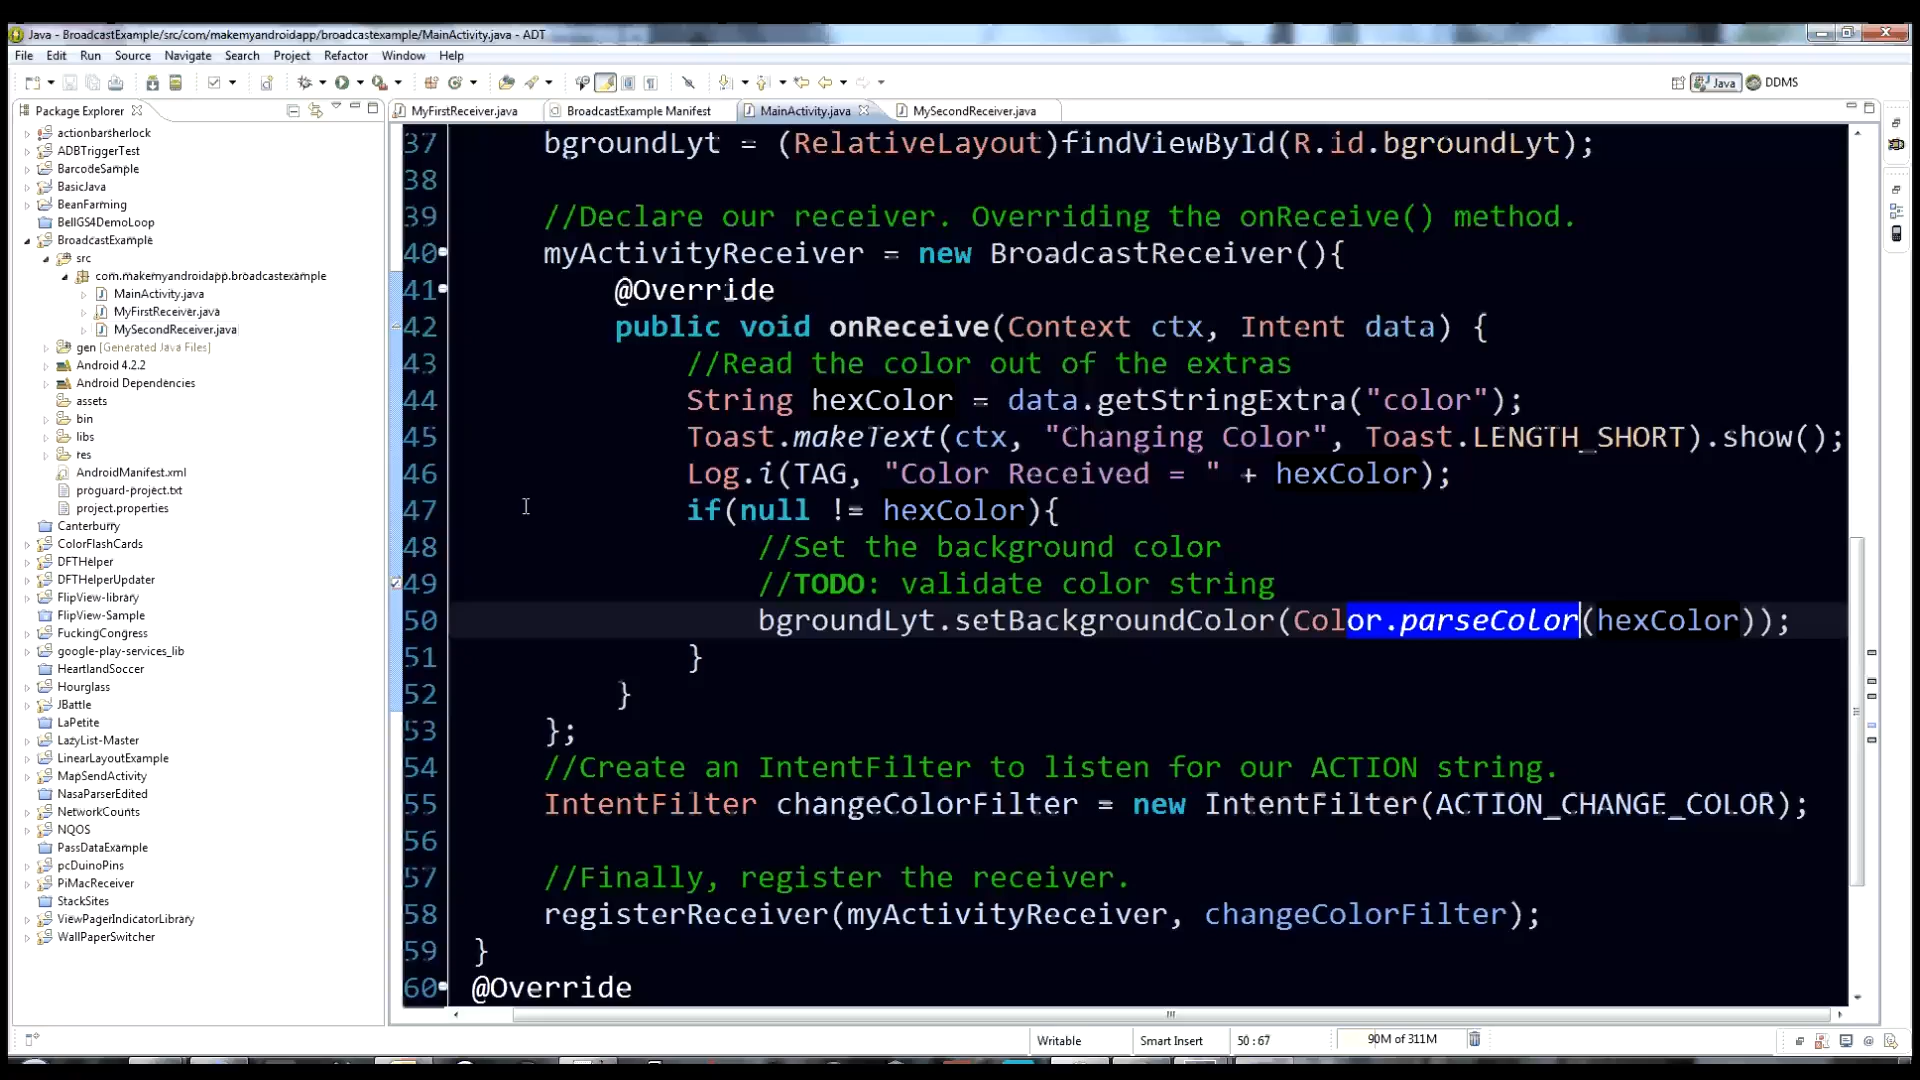 Java - BroadcastExample/src/com/makemyandroidapp/broadcastexample/MainActivity.java - ADT
File Edit Run Source Navigate Search Project Refactor Window Help
Java DDMS
Package Explorer
MyFirstReceiver.java BroadcastExample Manifest MainActivity.java MySecondReceiver.java
actionbarsherlock
ADBTriggerTest
BarcodeSample
BasicJava
BeanFarming
BellGS4DemoLoop
BroadcastExample
src
com.makemyandroidapp.broadcastexample
MainActivity.java
MyFirstReceiver.java
MySecondReceiver.java
gen [Generated Java Files]
Android 4.2.2
Android Dependencies
assets
bin
libs
res
AndroidManifest.xml
proguard-project.txt
project.properties
Canterburry
ColorFlashCards
DFTHelper
DFTHelperUpdater
FlipView-library
FlipView-Sample
FuckingCongress
google-play-services_lib
HeartlandSoccer
Hourglass
JBattle
LaPetite
LazyList-Master
LinearLayoutExample
MapSendActivity
NasaParserEdited
NetworkCounts
NQOS
PassDataExample
pcDuinoPins
PiMacReceiver
StackSites
ViewPagerIndicatorLibrary
WallPaperSwitcher
37 bgroundLyt = (RelativeLayout)findViewById(R.id.bgroundLyt);
38
39 //Declare our receiver. Overriding the onReceive() method.
40 myActivityReceiver = new BroadcastReceiver(){
41 @Override
42 public void onReceive(Context ctx, Intent data) {
43 //Read the color out of the extras
44 String hexColor = data.getStringExtra("color");
45 Toast.makeText(ctx, "Changing Color", Toast.LENGTH_SHORT).show();
46 Log.i(TAG, "Color Received = " + hexColor);
47 if(null != hexColor){
48 //Set the background color
49 //TODO: validate color string
50 bgroundLyt.setBackgroundColor(Color.parseColor(hexColor));
51 }
52 }
53 };
54 //Create an IntentFilter to listen for our ACTION string.
55 IntentFilter changeColorFilter = new IntentFilter(ACTION_CHANGE_COLOR);
56
57 //Finally, register the receiver.
58 registerReceiver(myActivityReceiver, changeColorFilter);
59 }
60 @Override
Writable Smart Insert 50 : 67 90M of 311M